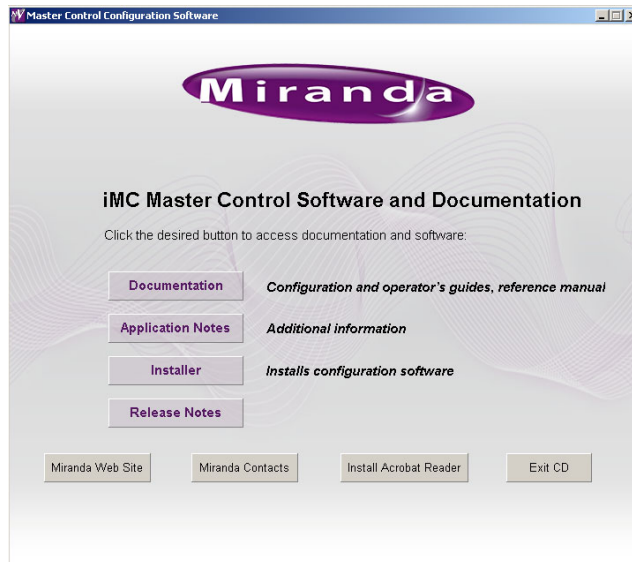 Master Control Configuration Software
Miranda
iMC Master Control Software and Documentation
Click the desired button to access documentation and software:
Documentation Configuration and operator's guides, reference manual
Application Notes Additional information
Installer Installs configuration software
Release Notes
Miranda Web Site Miranda Contacts Install Acrobat Reader Exit CD